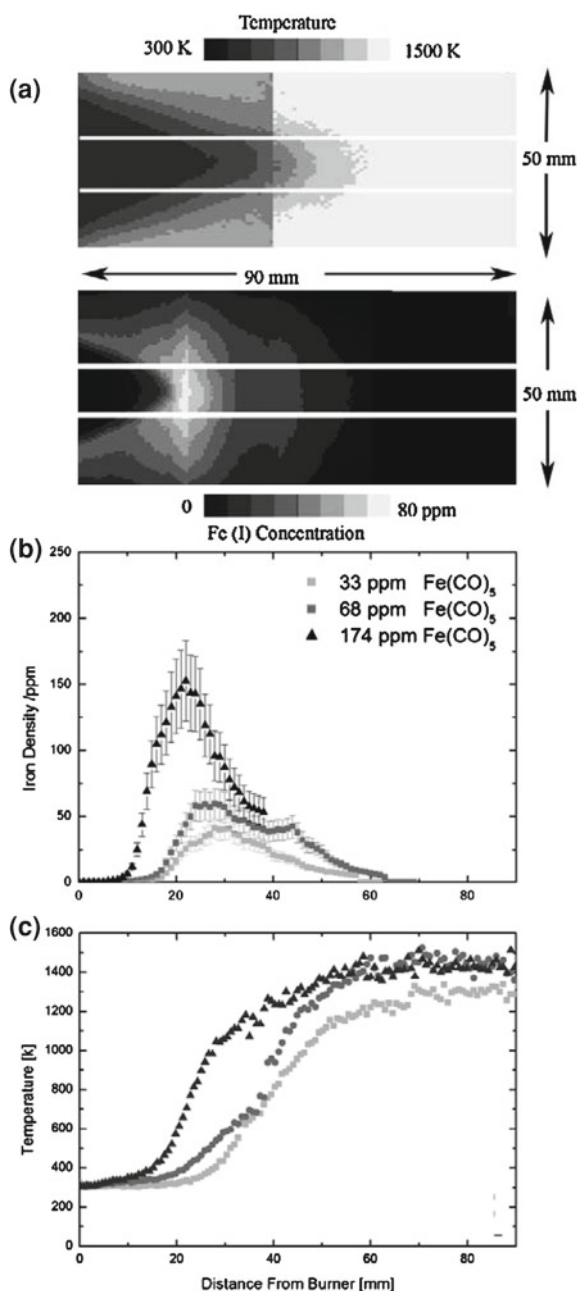 Temperature
300 K 1500 K
(a)
50 mm
90 mm
50 mm
0 80 ppm
Fe (I) Concentration
(b)
250
200
150
100
50
0
Iron Density /ppm
33 ppm Fe(CO)5
68 ppm Fe(CO)5
174 ppm Fe(CO)5
0 20 40 60 80
(c)
1600
1400
1200
1000
800
600
400
200
0
Temperature [k]
0 20 40 60 80
Distance From Burner [mm]